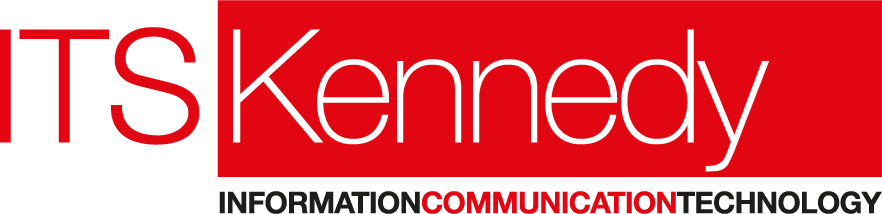 ITS Kennedy
INFORMATIONCOMMUNICATIONTECHNOLOGY